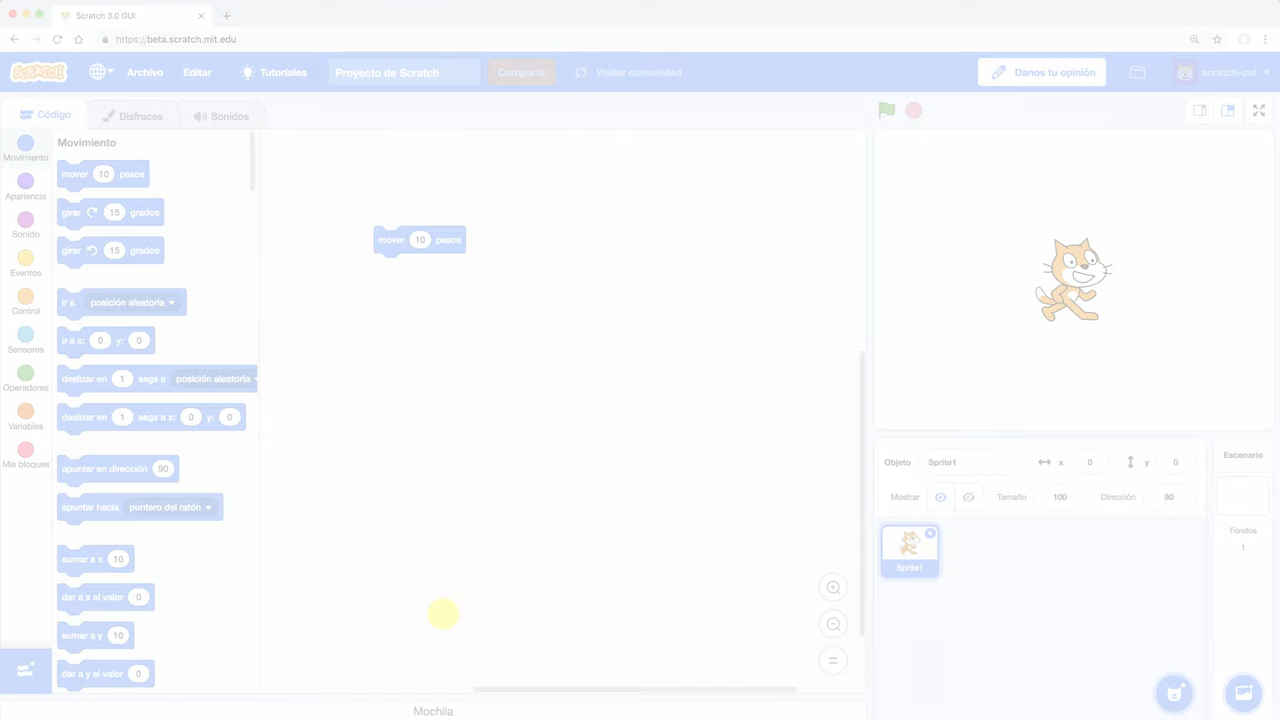 Scratch 3.0 GUI
https://beta.scratch.mit.edu
SCRATCH
Archivo
Editar
Tutoriales
Proyecto de Scratch
Compartir
Visitar comunidad
Danos tu opinión
scratch-cat
Código
Disfraces
Sonidos
Movimiento
Apariencia
Sonido
Eventos
Control
Sensores
Operadores
Variables
Mis bloques
Movimiento
mover 10 pasos
girar 15 grados
girar 15 grados
ir a posición aleatoria
ir a x: 0 y: 0
deslizar en 1 segs a posición aleatoria
deslizar en 1 segs a x: 0 y: 0
apuntar en dirección 90
apuntar hacia puntero del ratón
sumar a x 10
dar a x el valor 0
sumar a y 10
dar a y el valor 0
mover 10 pasos
Objeto Sprite1 x 0 y 0
Mostrar Tamaño 100 Dirección 90
Sprite1
Escenario
Fondos
1
Mochila